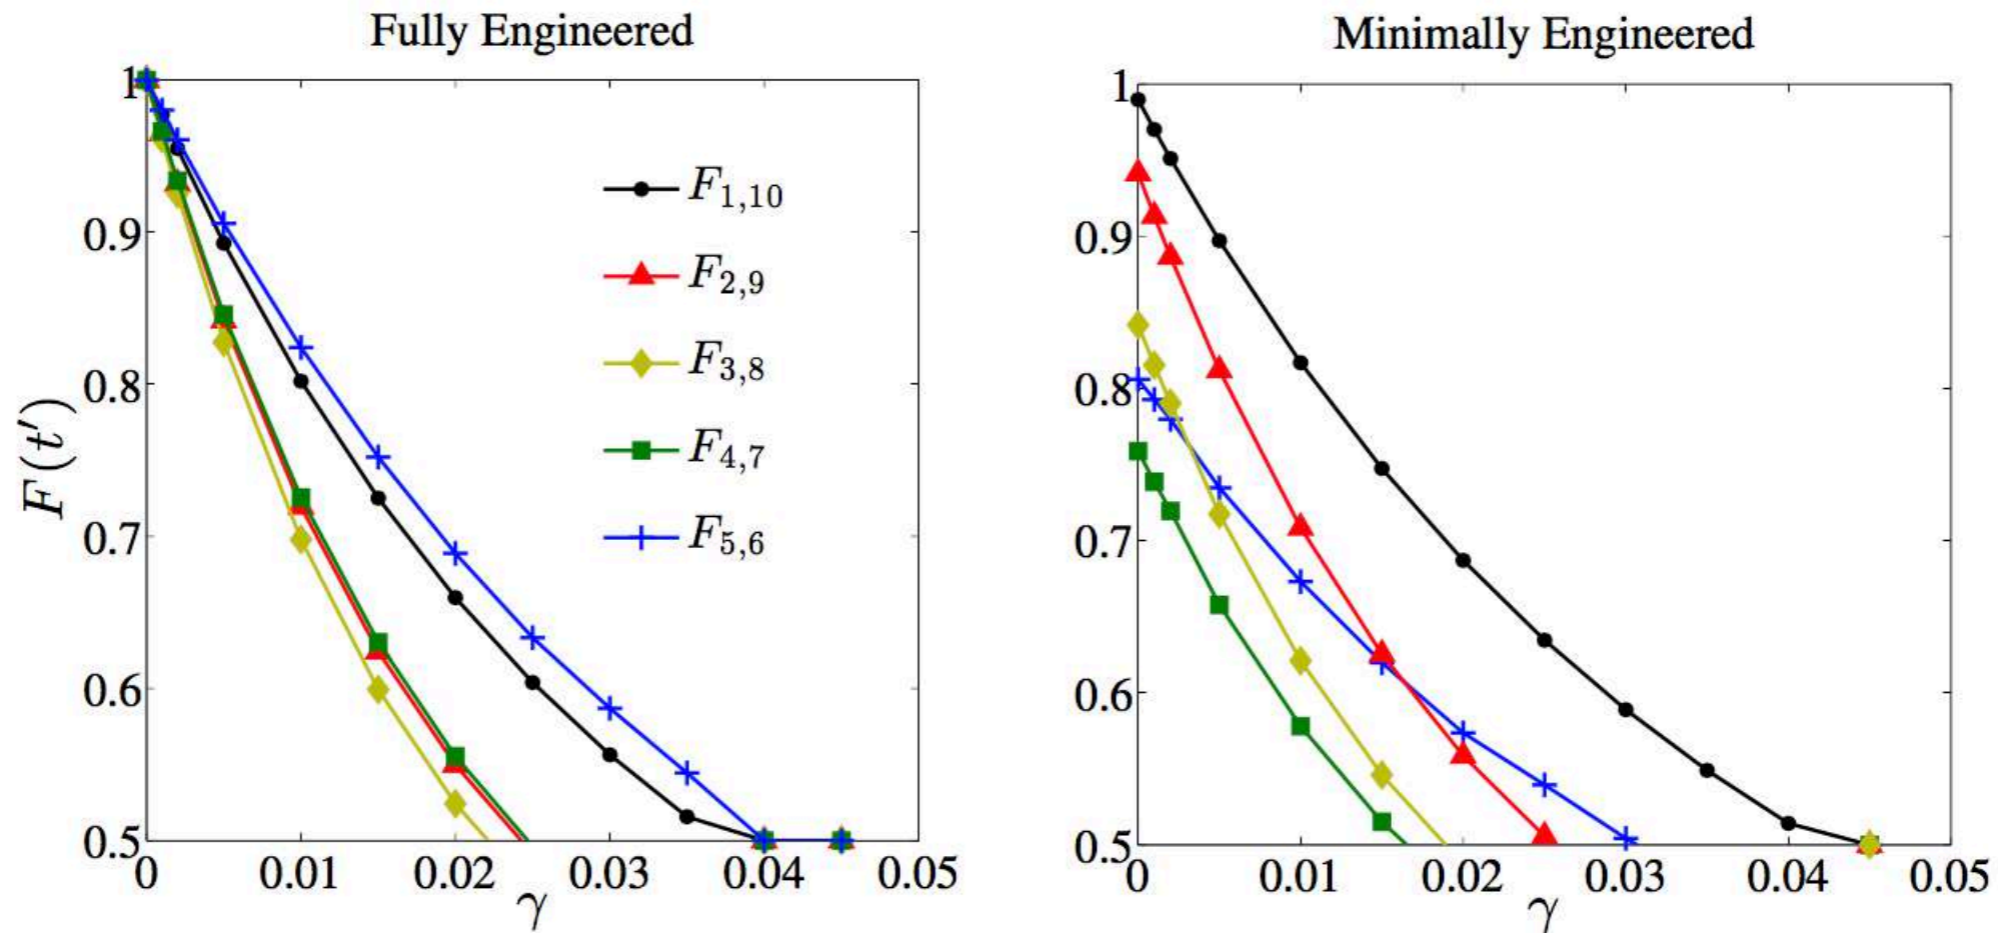 Fully Engineered
1
0.9
0.8
0.7
0.6
0.5
F(t′)
0 0.01 0.02 0.03 0.04 0.05
γ
F1,10
F2,9
F3,8
F4,7
F5,6
Minimally Engineered
1
0.9
0.8
0.7
0.6
0.5
0 0.01 0.02 0.03 0.04 0.05
γ